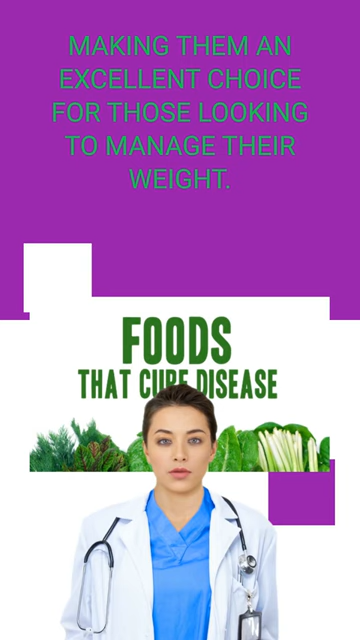 MAKING THEM AN
EXCELLENT CHOICE
FOR THOSE LOOKING
TO MANAGE THEIR
WEIGHT.
FOODS
THAT CURE DISEASE